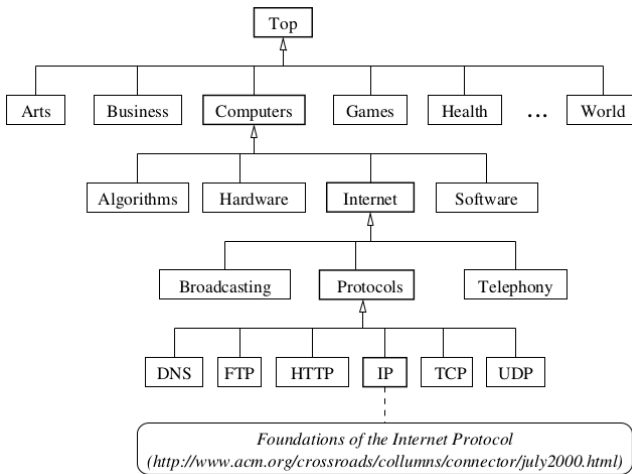 Top
Arts Business Computers Games Health ... World
Algorithms Hardware Internet Software
Broadcasting Protocols Telephony
DNS FTP HTTP IP TCP UDP
Foundations of the Internet Protocol
(http://www.acm.org/crossroads/collumns/connector/july2000.html)